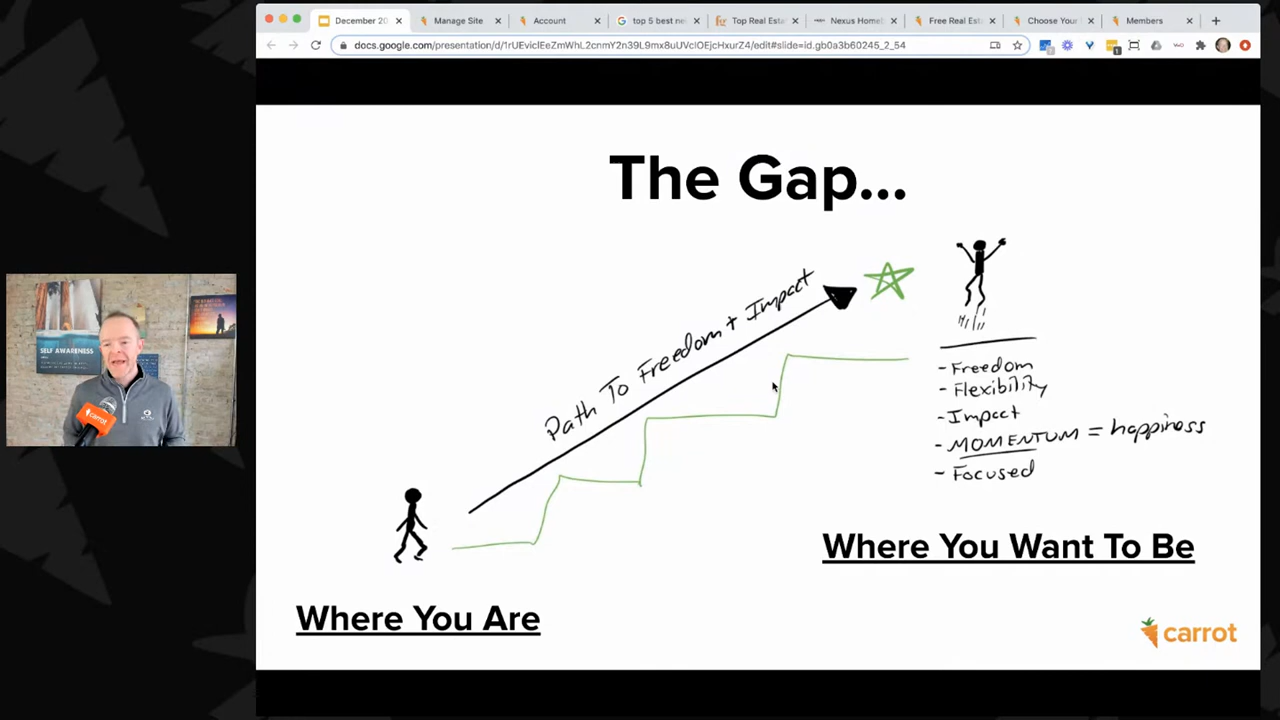 December 20
Manage Site
Account
top 5 best ne
Top Real Esta
Nexus Home
Free Real Est
Choose Your
Members
docs.google.com/presentation/d/1rUEviclEeZmWhL2cnmY2n39L9mx8uUVclOEjcHxurZ4/edit#slide=id.gb0a3b60245_2_54
The Gap...
Path To Freedom + Impact
- Freedom
- Flexibility
- Impact
- MOMENTUM = happiness
- Focused
Where You Want To Be
Where You Are
carrot
SELF AWARENESS
carrot